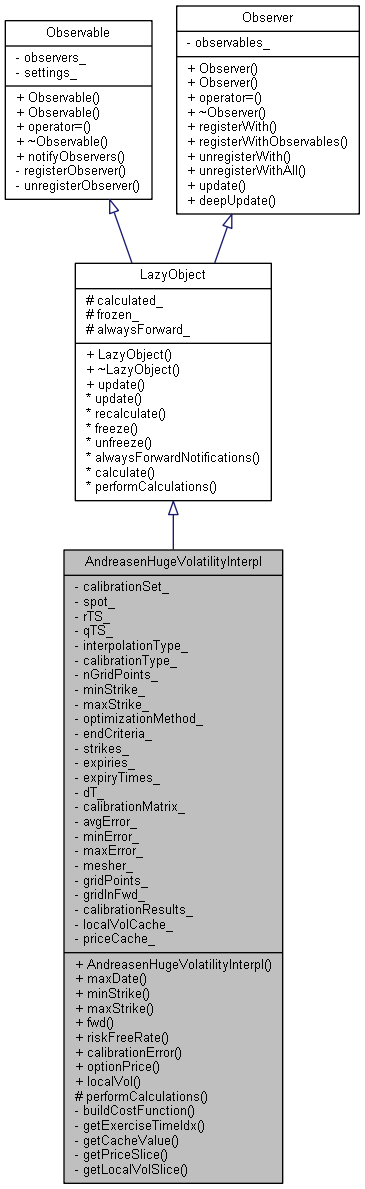 Observable
- observers_
- settings_
+ Observable()
+ Observable()
+ operator=()
+ ~Observable()
+ notifyObservers()
- registerObserver()
- unregisterObserver()
Observer
- observables_
+ Observer()
+ Observer()
+ operator=()
+ ~Observer()
+ registerWith()
+ registerWithObservables()
+ unregisterWith()
+ unregisterWithAll()
+ update()
+ deepUpdate()
LazyObject
# calculated_
# frozen_
# alwaysForward_
+ LazyObject()
+ ~LazyObject()
+ update()
* update()
* recalculate()
* freeze()
* unfreeze()
* alwaysForwardNotifications()
* calculate()
* performCalculations()
AndreasenHugeVolatilityInterpl
- calibrationSet_
- spot_
- rTS_
- qTS_
- interpolationType_
- calibrationType_
- nGridPoints_
- minStrike_
- maxStrike_
- optimizationMethod_
- endCriteria_
- strikes_
- expiries_
- expiryTimes_
- dT_
- calibrationMatrix_
- avgError_
- minError_
- maxError_
- mesher_
- gridPoints_
- gridInFwd_
- calibrationResults_
- localVolCache_
- priceCache_
+ AndreasenHugeVolatilityInterpl()
+ maxDate()
+ minStrike()
+ maxStrike()
+ fwd()
+ riskFreeRate()
+ calibrationError()
+ optionPrice()
+ localVol()
# performCalculations()
- buildCostFunction()
- getExerciseTimeIdx()
- getCacheValue()
- getPriceSlice()
- getLocalVolSlice()